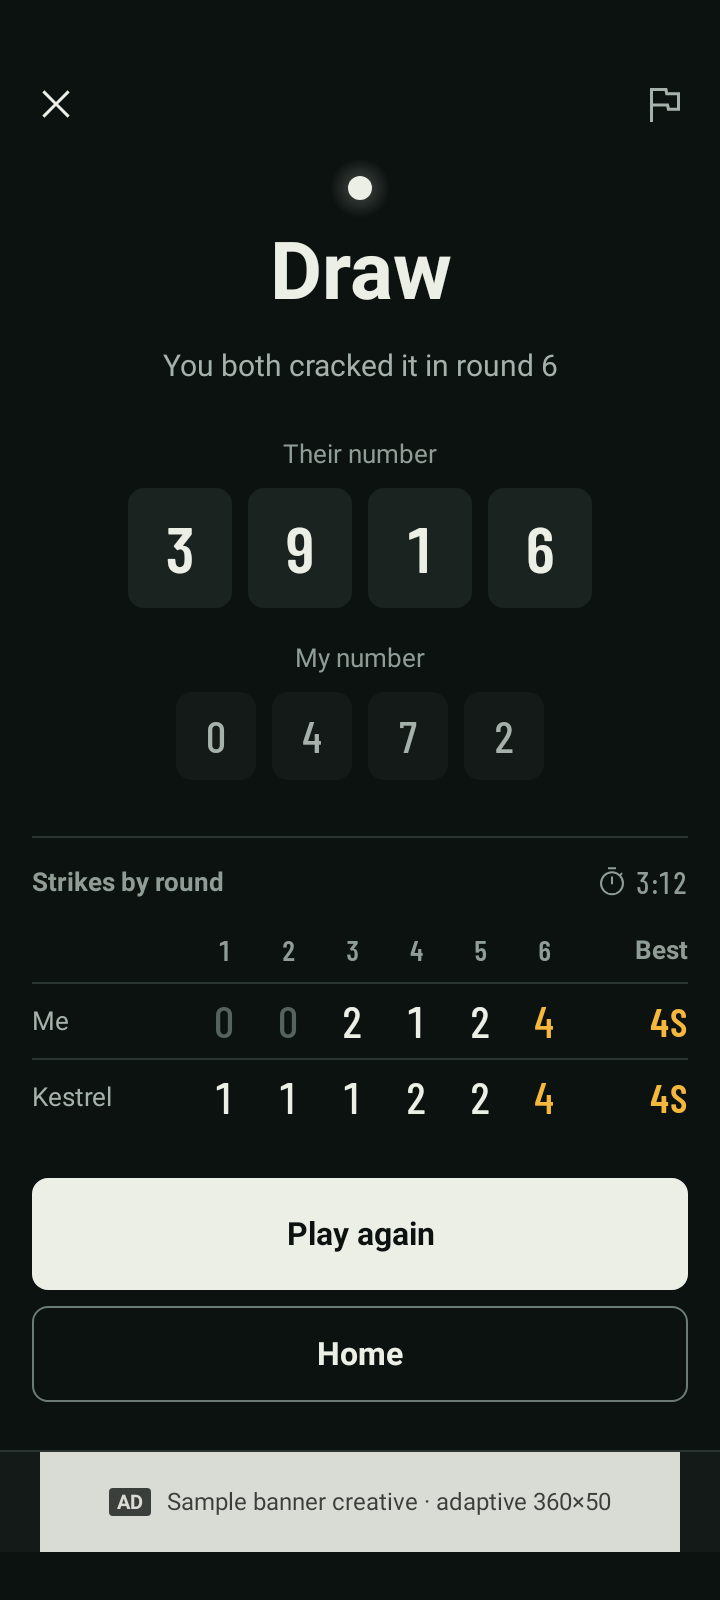 Draw
You both cracked it in round 6
Their number
3 9 1 6
My number
0 4 7 2
Strikes by round 3:12
1 2 3 4 5 6 Best
Me 0 0 2 1 2 4 4S
Kestrel 1 1 1 2 2 4 4S
Play again
Home
AD Sample banner creative · adaptive 360×50